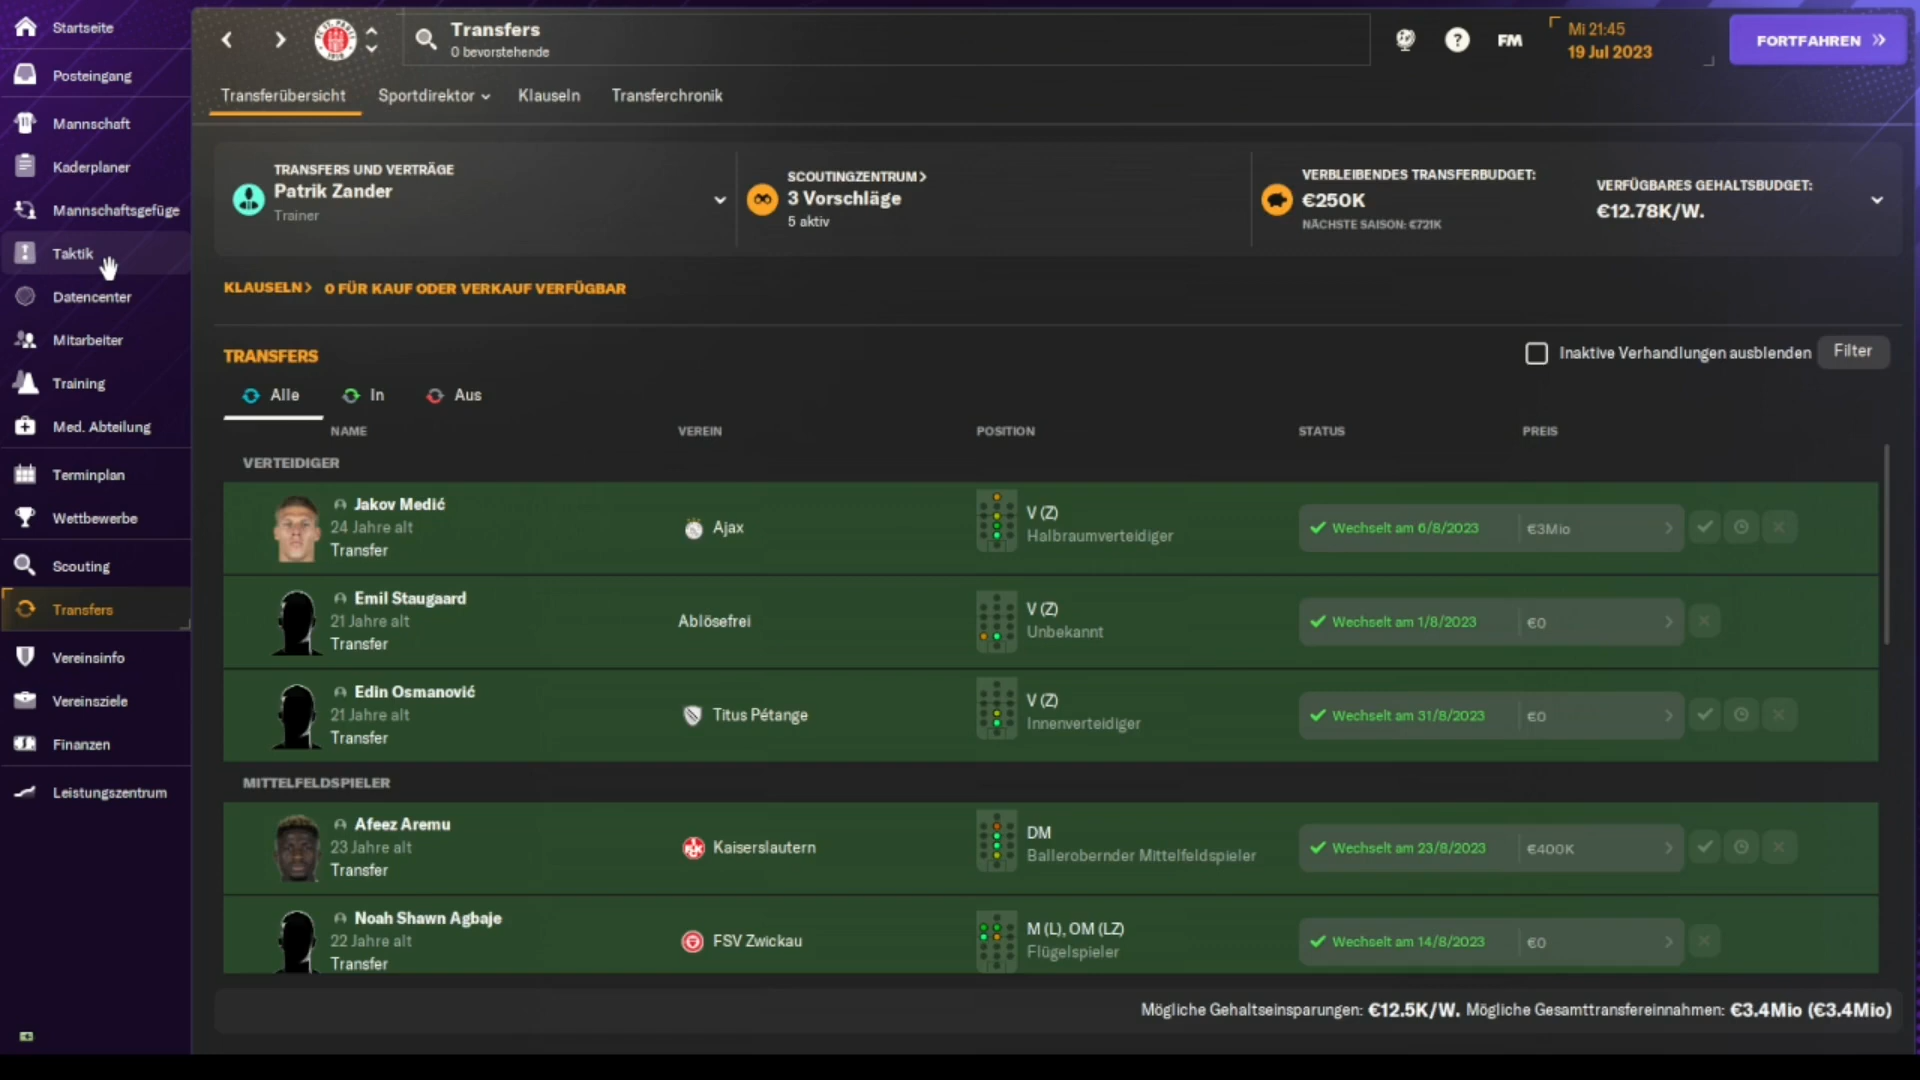 Startseite
Posteingang
Mannschaft
Kaderplaner
Mannschaftsgefüge
Taktik
Datencenter
Mitarbeiter
Training
Med. Abteilung
Terminplan
Wettbewerbe
Scouting
Transfers
Vereinsinfo
Vereinsziele
Finanzen
Leistungszentrum
Transfers
0 bevorstehende
? FM
Mi 21:45
19 Jul 2023
FORTFAHREN
Transferübersicht Sportdirektor Klauseln Transferchronik
TRANSFERS UND VERTRÄGE
Patrik Zander
Trainer
SCOUTINGZENTRUM>
3 Vorschläge
5 aktiv
VERBLEIBENDES TRANSFERBUDGET:
€250K
NÄCHSTE SAISON: €721K
VERFÜGBARES GEHALTSBUDGET:
€12.78K/W.
KLAUSELN> 0 FÜR KAUF ODER VERKAUF VERFÜGBAR
TRANSFERS
Inaktive Verhandlungen ausblenden Filter
Alle In Aus
NAME VEREIN POSITION STATUS PREIS
VERTEIDIGER
Jakov Medić
24 Jahre alt
Transfer
Ajax
V (Z)
Halbraumverteidiger
Wechselt am 6/8/2023 €3Mio
Emil Staugaard
21 Jahre alt
Transfer
Ablösefrei
V (Z)
Unbekannt
Wechselt am 1/8/2023 €0
Edin Osmanović
21 Jahre alt
Transfer
Titus Pétange
V (Z)
Innenverteidiger
Wechselt am 31/8/2023 €0
MITTELFELDSPIELER
Afeez Aremu
23 Jahre alt
Transfer
Kaiserslautern
DM
Ballerobernder Mittelfeldspieler
Wechselt am 23/8/2023 €400K
Noah Shawn Agbaje
22 Jahre alt
Transfer
FSV Zwickau
M (L), OM (LZ)
Flügelspieler
Wechselt am 14/8/2023 €0
Mögliche Gehaltseinsparungen: €12.5K/W. Mögliche Gesamttransfereinnahmen: €3.4Mio (€3.4Mio)